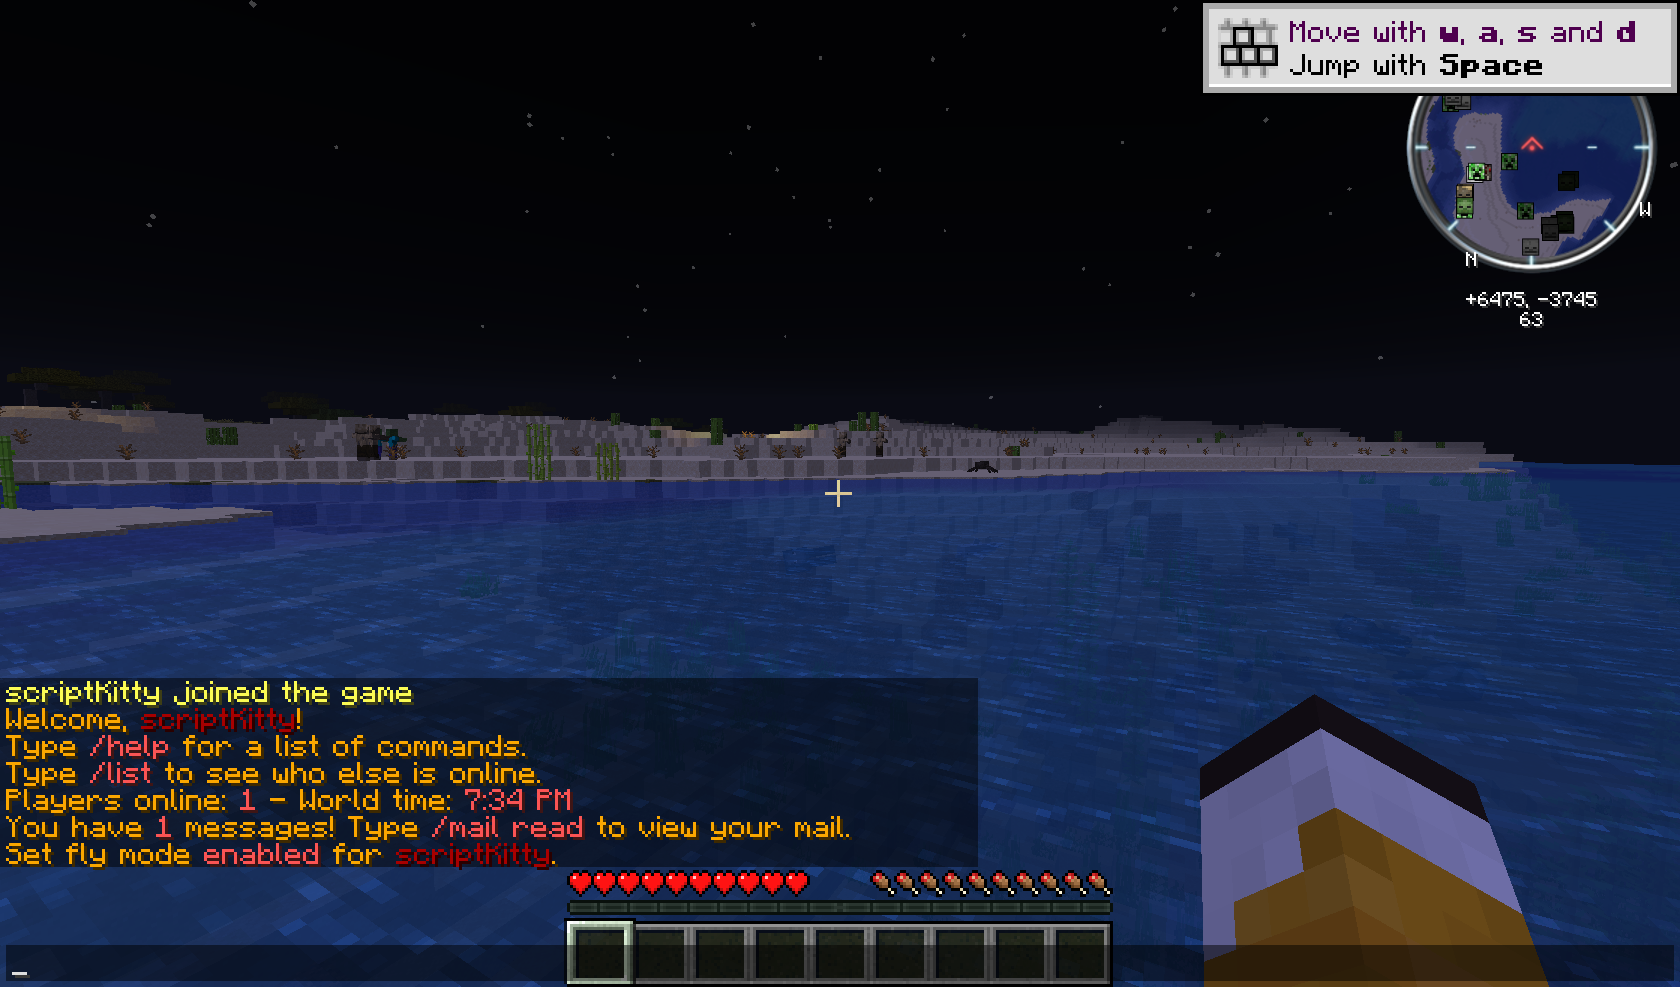 Move with w, a, s and d
Jump with Space
W
N
+6475, -3745
63
scriptKitty joined the game
Welcome, scriptKitty!
Type /help for a list of commands.
Type /list to see who else is online.
Players online: 1 - World time: 7:34 PM
You have 1 messages! Type /mail read to view your mail.
Set fly mode enabled for scriptKitty.
_